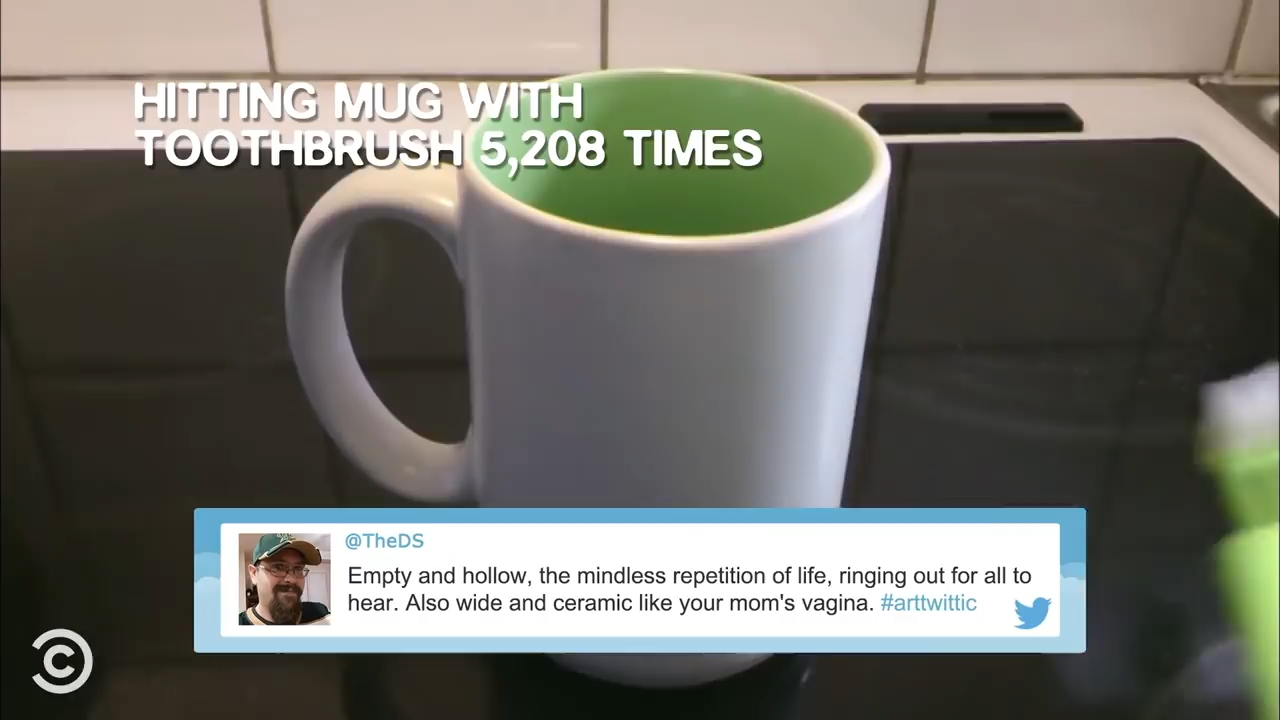 HITTING MUG WITH
TOOTHBRUSH 5,208 TIMES
@TheDS
Empty and hollow, the mindless repetition of life, ringing out for all to
hear. Also wide and ceramic like your mom's vagina. #arttwittic